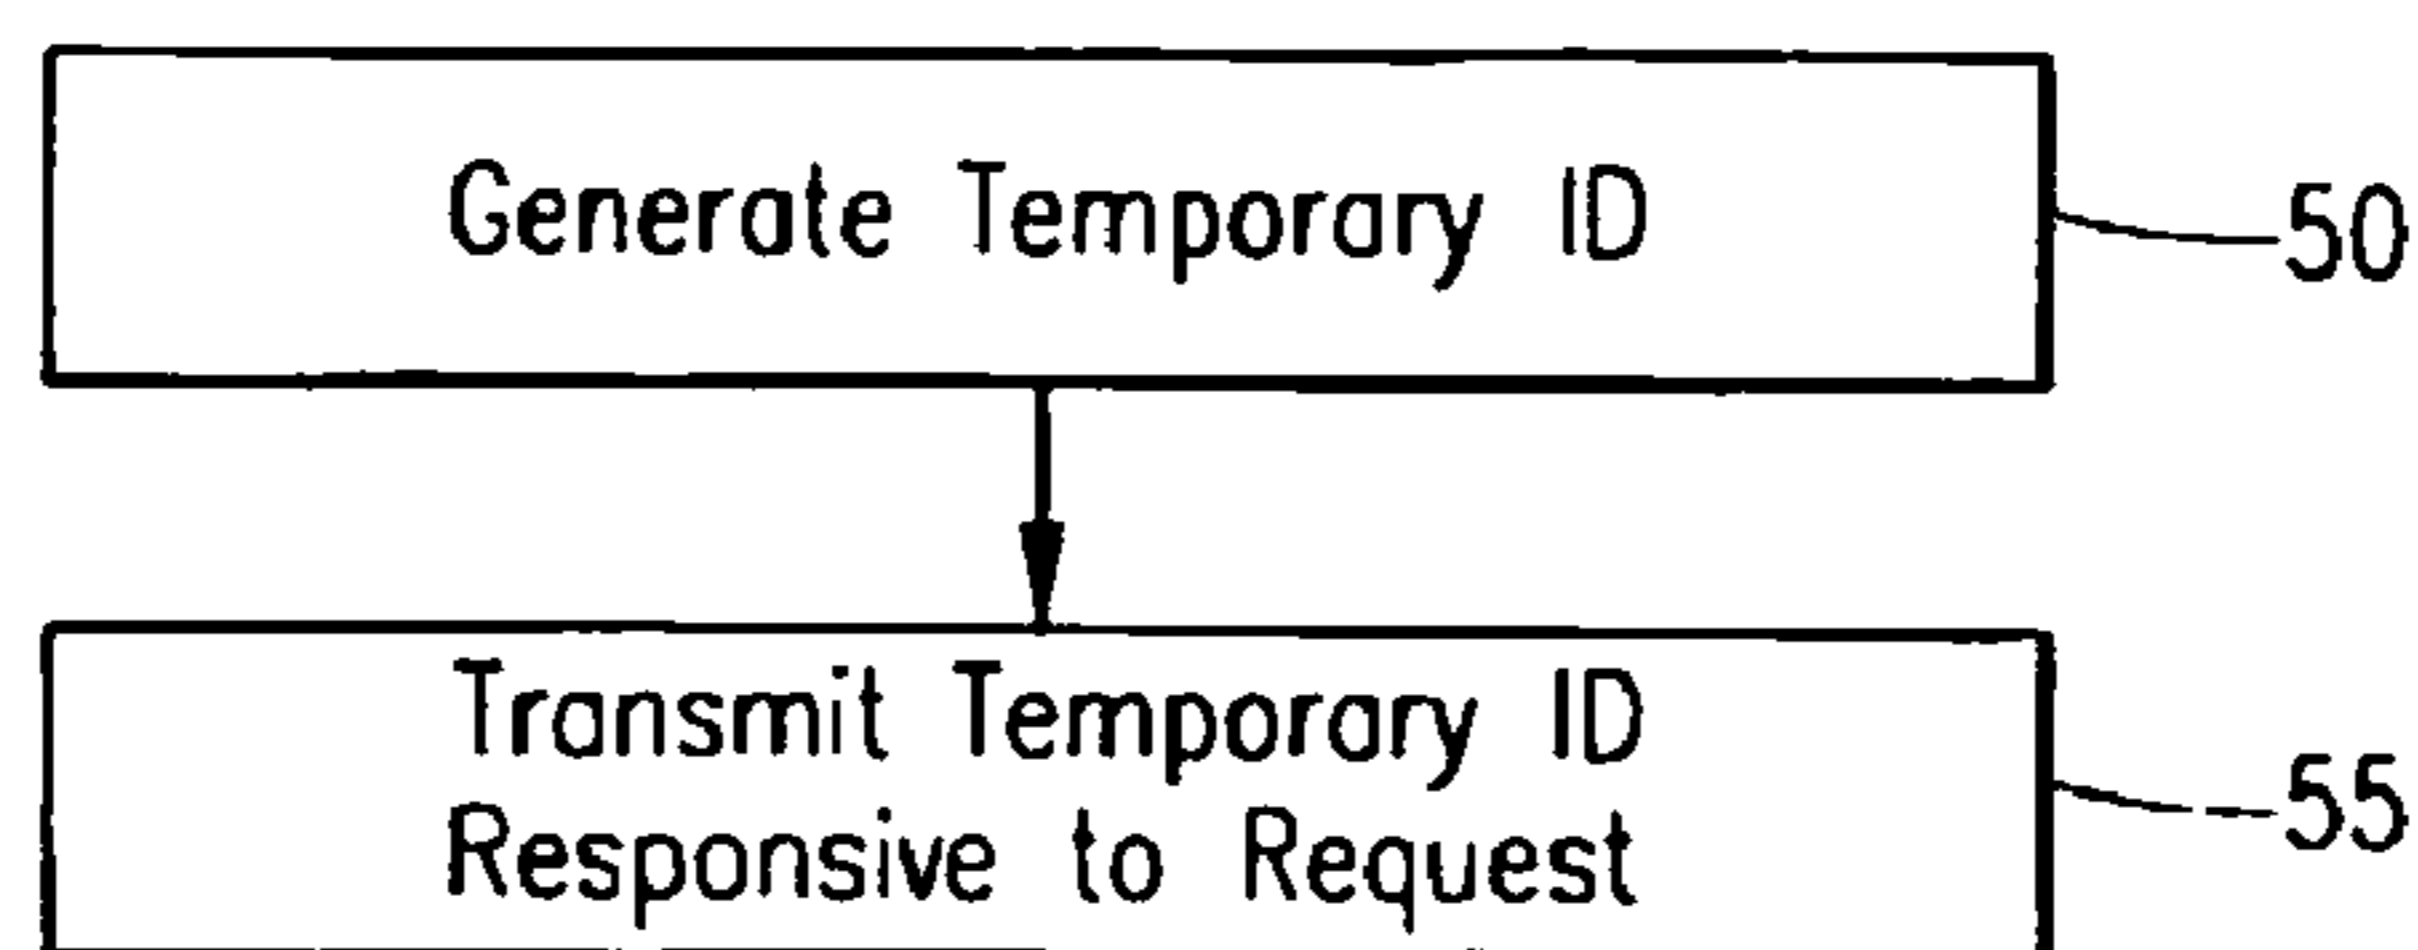 Generate Temporary ID
50
Transmit Temporary ID
Responsive to Request
55